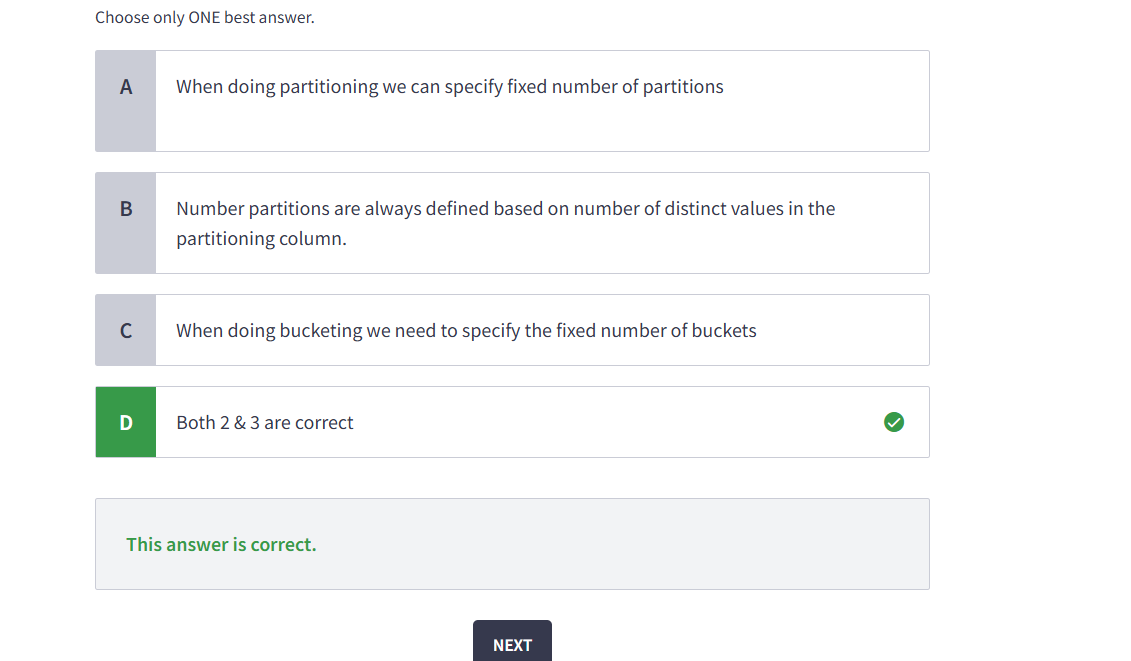 Choose only ONE best answer.
A
When doing partitioning we can specify fixed number of partitions
B
Number partitions are always defined based on number of distinct values in the
partitioning column.
C
When doing bucketing we need to specify the fixed number of buckets
D
Both 2 & 3 are correct
This answer is correct.
NEXT